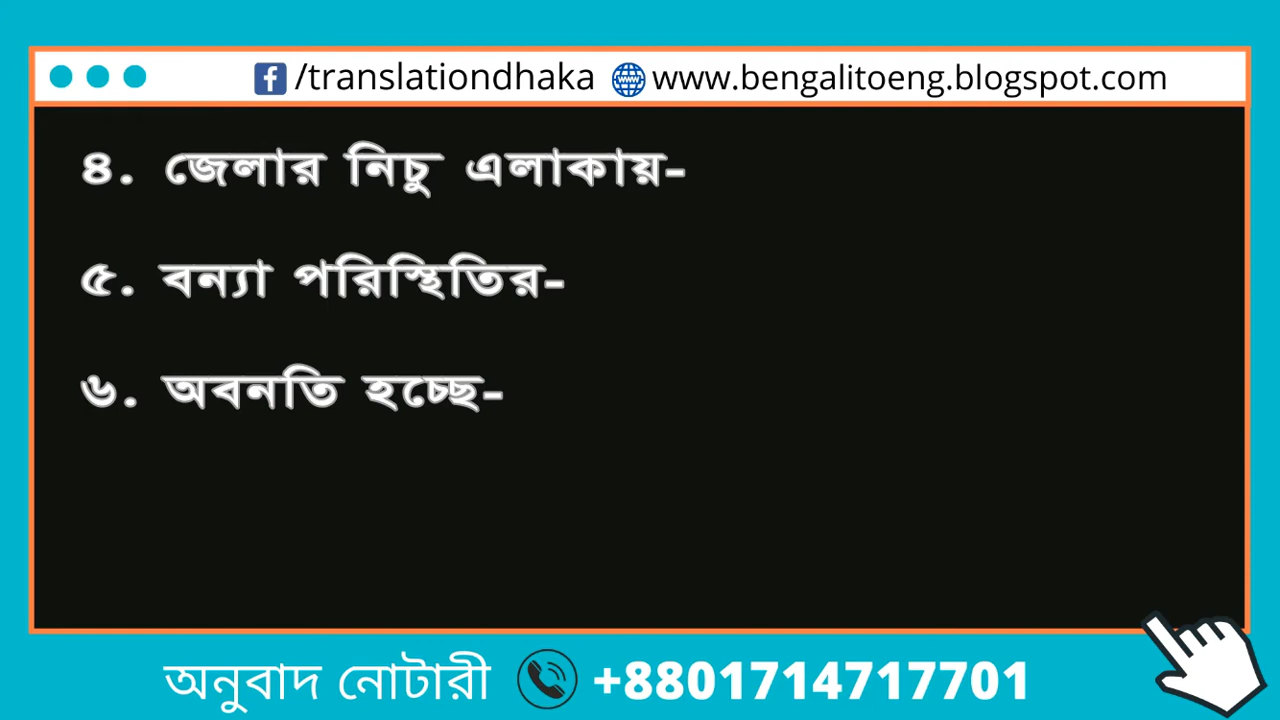 /translationdhaka www.bengalitoeng.blogspot.com
৪. জেলার নিচু এলাকায়-
৫. বন্যা পরিস্থিতির-
৬. অবনতি হচ্ছে-
অনুবাদ নোটারী +8801714717701